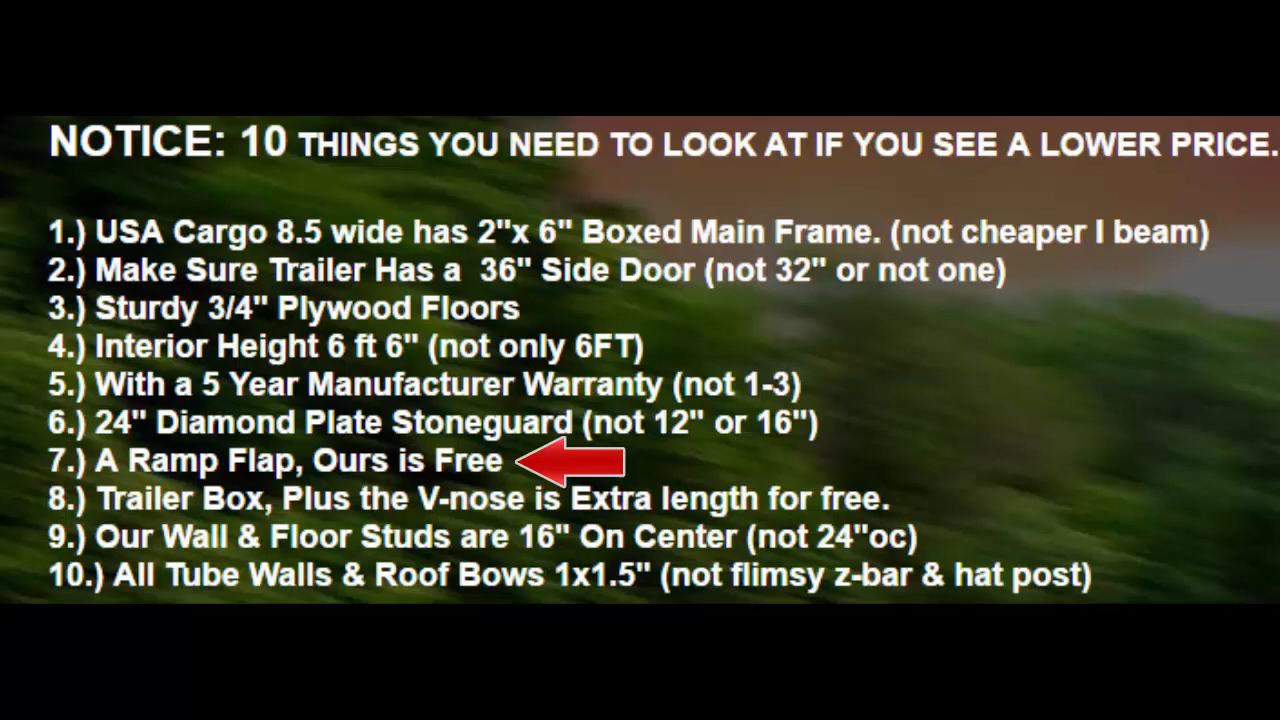 NOTICE: 10 THINGS YOU NEED TO LOOK AT IF YOU SEE A LOWER PRICE.
1.) USA Cargo 8.5 wide has 2"x 6" Boxed Main Frame. (not cheaper I beam)
2.) Make Sure Trailer Has a  36" Side Door (not 32" or not one)
3.) Sturdy 3/4" Plywood Floors
4.) Interior Height 6 ft 6" (not only 6FT)
5.) With a 5 Year Manufacturer Warranty (not 1-3)
6.) 24" Diamond Plate Stoneguard (not 12" or 16")
7.) A Ramp Flap, Ours is Free
8.) Trailer Box, Plus the V-nose is Extra length for free.
9.) Our Wall & Floor Studs are 16" On Center (not 24"oc)
10.) All Tube Walls & Roof Bows 1x1.5" (not flimsy z-bar & hat post)